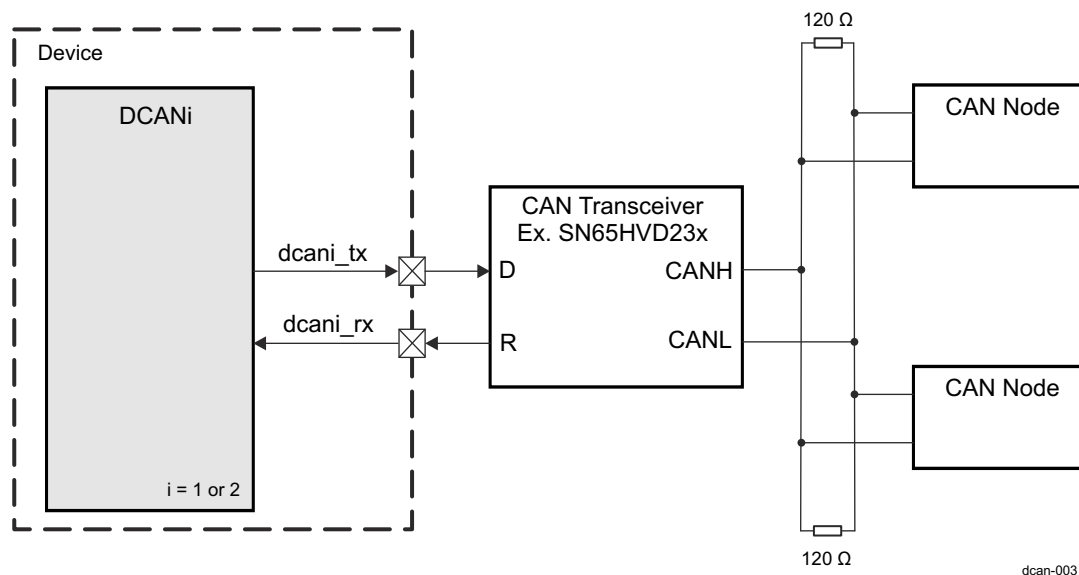 120 Ω
Device
DCANi
CAN Node
CAN Transceiver
Ex. SN65HVD23x
dcani_tx
D
CANH
dcani_rx
R
CANL
CAN Node
i = 1 or 2
120 Ω
dcan-003